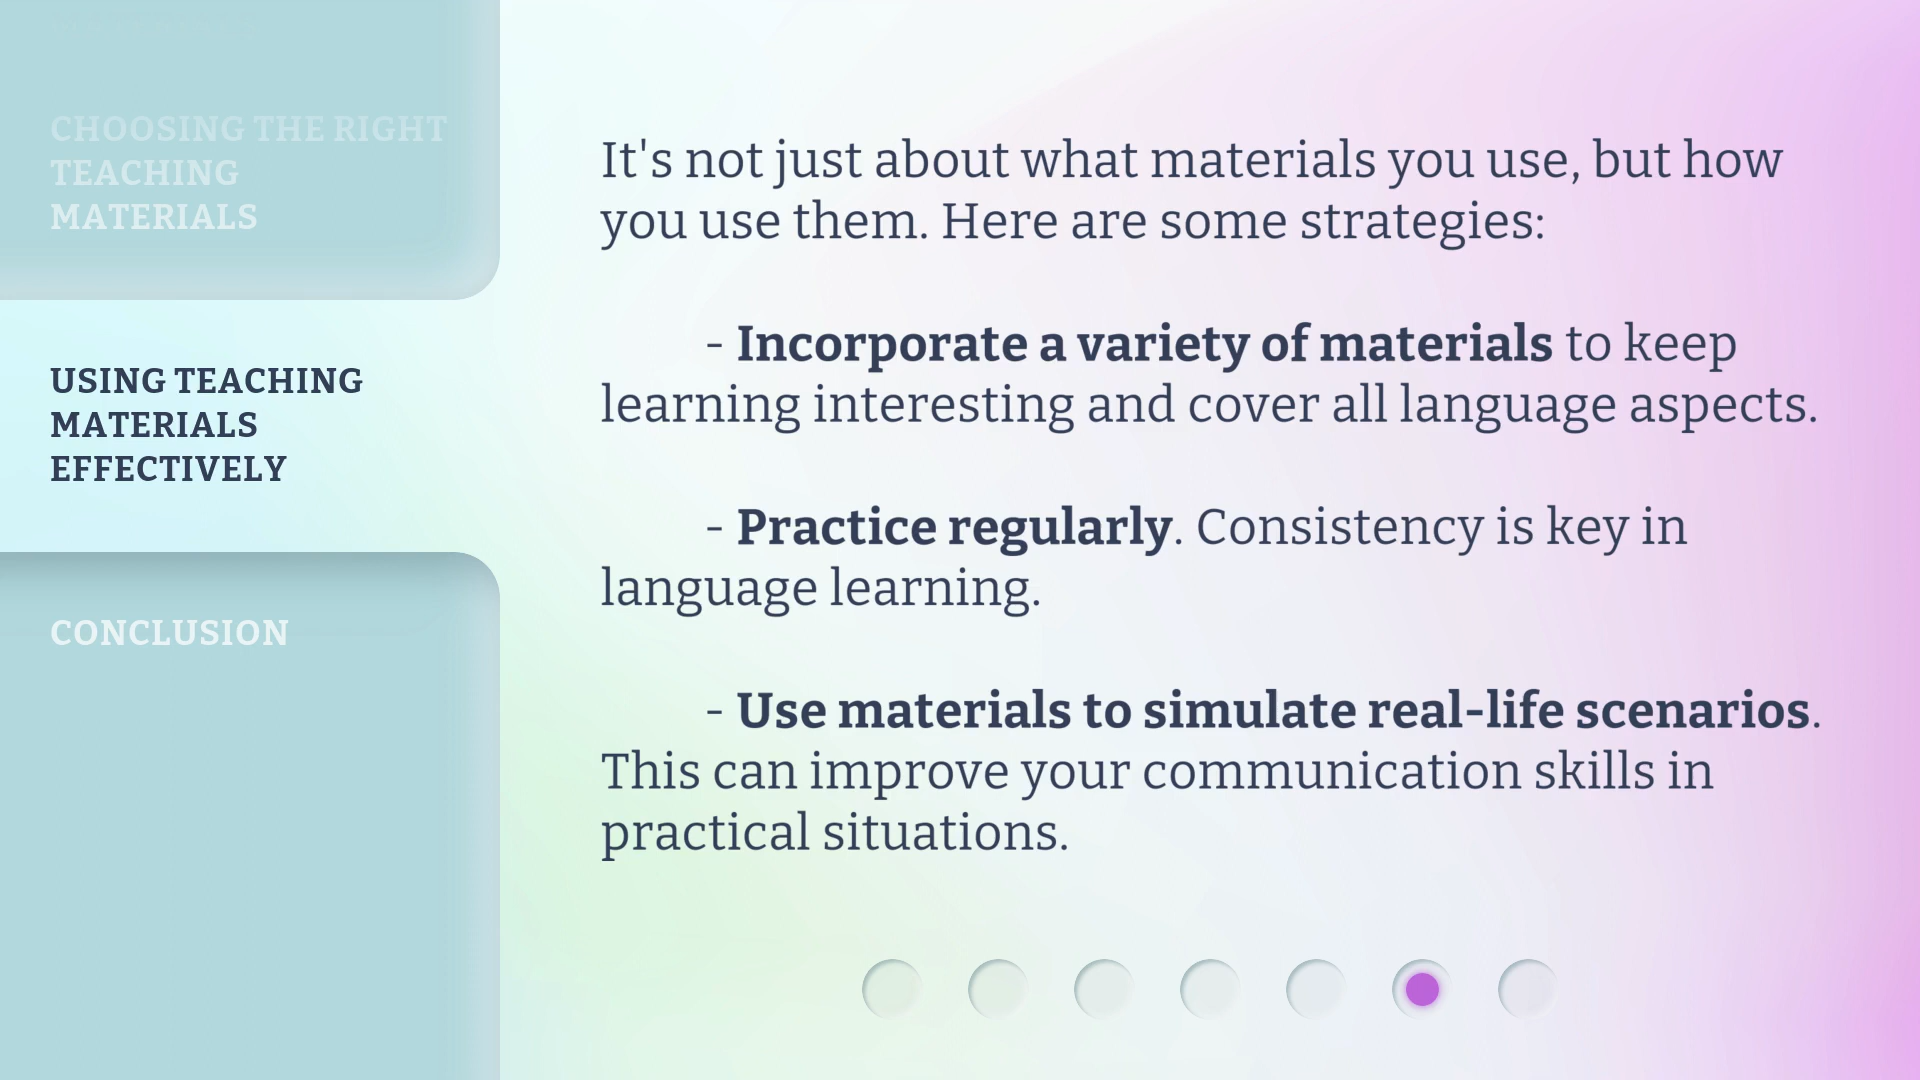 CHOOSING THE RIGHT
TEACHING
MATERIALS
USING TEACHING
MATERIALS
EFFECTIVELY
CONCLUSION
It's not just about what materials you use, but how
you use them. Here are some strategies:
- Incorporate a variety of materials to keep
learning interesting and cover all language aspects.
- Practice regularly. Consistency is key in
language learning.
- Use materials to simulate real-life scenarios.
This can improve your communication skills in
practical situations.